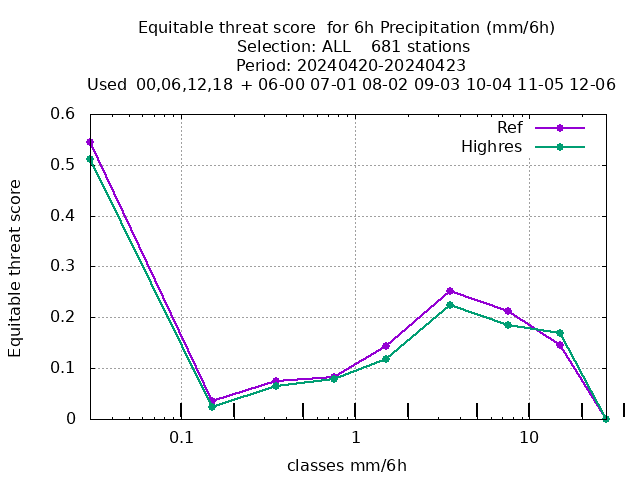 Equitable threat score  for 6h Precipitation (mm/6h)
Selection: ALL    681 stations
Period: 20240420-20240423
Used  00,06,12,18  + 06-00 07-01 08-02 09-03 10-04 11-05 12-06
Ref
Highres
Equitable threat score
0.6
0.5
0.4
0.3
0.2
0.1
0
0.1
1
10
classes mm/6h